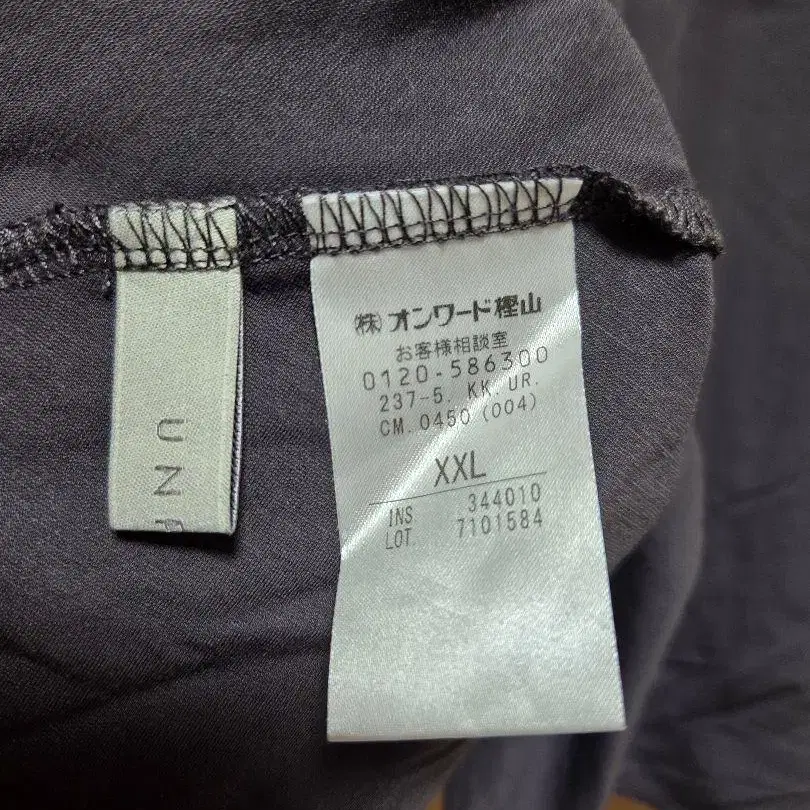 ㈱オンワード樫山
お客様相談室
0120-586300
237-5. KK. UR.
CM. 0450 (004)
XXL
INS 344010
LOT. 7101584
UN